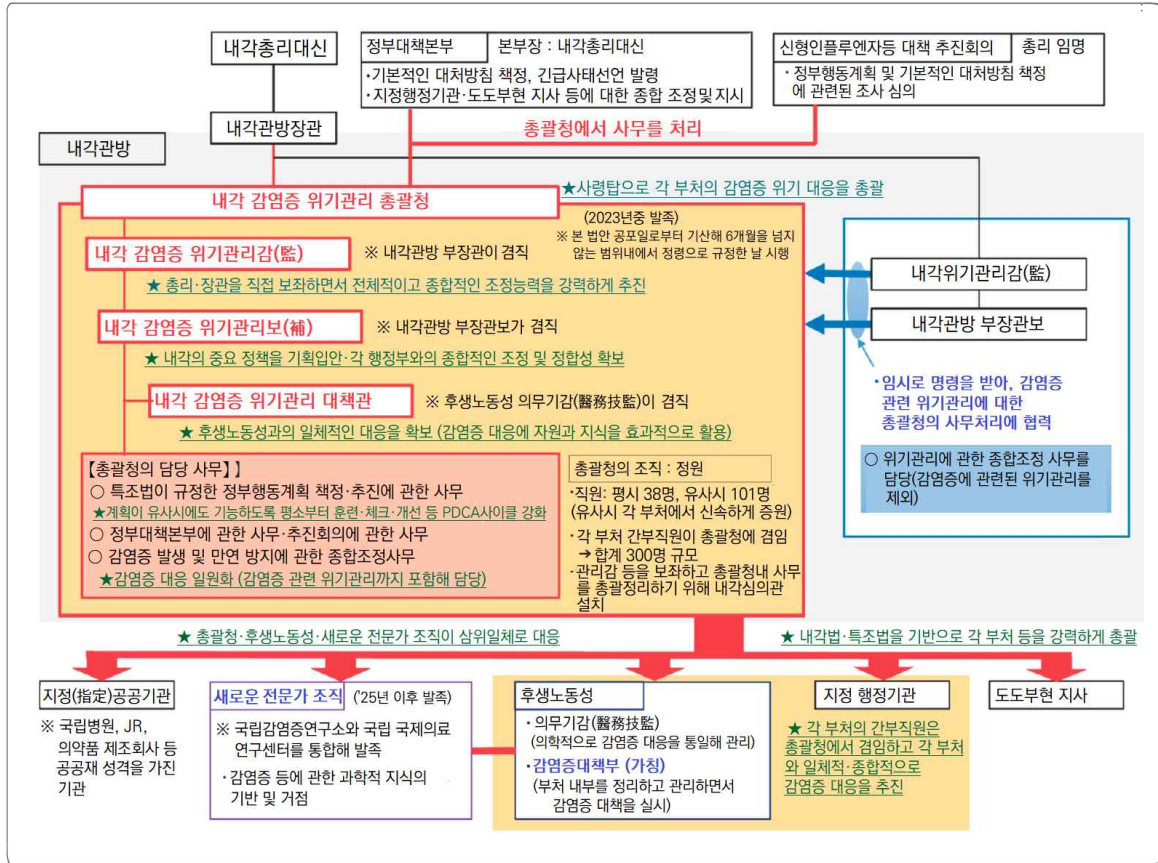 내각총리대신
정부대책본부
본부장 : 내각총리대신
·기본적인 대처방침 책정, 긴급사태선언 발령
·지정행정기관·도도부현 지사 등에 대한 종합 조정및지시
신형인플루엔자등 대책 추진회의
총리 임명
· 정부행동계획 및 기본적인 대처방침 책정
에 관련된 조사 심의
내각관방장관
총괄청에서 사무를 처리
내각관방
내각 감염증 위기관리 총괄청
★사령탑으로 각 부처의 감염증 위기 대응을 총괄
(2023년중 발족)
※ 본 법안 공포일로부터 기산해 6개월을 넘지
않는 범위내에서 정령으로 규정한 날 시행
내각 감염증 위기관리감(監)
※ 내각관방 부장관이 겸직
★ 총리·장관을 직접 보좌하면서 전체적이고 종합적인 조정능력을 강력하게 추진
내각 감염증 위기관리보(補)
※ 내각관방 부장관보가 겸직
★ 내각의 중요 정책을 기획입안·각 행정부와의 종합적인 조정 및 정합성 확보
내각 감염증 위기관리 대책관
※ 후생노동성 의무기감(醫務技監)이 겸직
★ 후생노동성과의 일체적인 대응을 확보 (감염증 대응에 자원과 지식을 효과적으로 활용)
【총괄청의 담당 사무】】
○ 특조법이 규정한 정부행동계획 책정·추진에 관한 사무
★계획이 유사시에도 기능하도록 평소부터 훈련·체크·개선 등 PDCA사이클 강화
○ 정부대책본부에 관한 사무·추진회의에 관한 사무
○ 감염증 발생 및 만연 방지에 관한 종합조정사무
★감염증 대응 일원화 (감염증 관련 위기관리까지 포함해 담당)
총괄청의 조직 : 정원
·직원: 평시 38명, 유사시 101명
(유사시 각 부처에서 신속하게 증원)
· 각 부처 간부직원이 총괄청에 겸임
→ 합계 300명 규모
·관리감 등을 보좌하고 총괄청내 사무
를 총괄정리하기 위해 내각심의관
설치
내각위기관리감(監)
내각관방 부장관보
·임시로 명령을 받아, 감염증
관련 위기관리에 대한
총괄청의 사무처리에 협력
○ 위기관리에 관한 종합조정 사무를
담당(감염증에 관련된 위기관리를
제외)
★ 총괄청·후생노동성·새로운 전문가 조직이 삼위일체로 대응
★ 내각법·특조법을 기반으로 각 부처 등을 강력하게 총괄
지정(指定)공공기관
※ 국립병원, JR,
의약품 제조회사 등
공공재 성격을 가진
기관
새로운 전문가 조직 ('25년 이후 발족)
※ 국립감염증연구소와 국립 국제의료
연구센터를 통합해 발족
·감염증 등에 관한 과학적 지식의
기반 및 거점
후생노동성
· 의무기감(醫務技監)
(의학적으로 감염증 대응을 통일해 관리)
·감염증대책부 (가칭)
(부처 내부를 정리하고 관리하면서
감염증 대책을 실시)
지정 행정기관
★ 각 부처의 간부직원은
총괄청에서 겸임하고 각 부처
와 일체적·종합적으로
감염증 대응을 추진
도도부현 지사